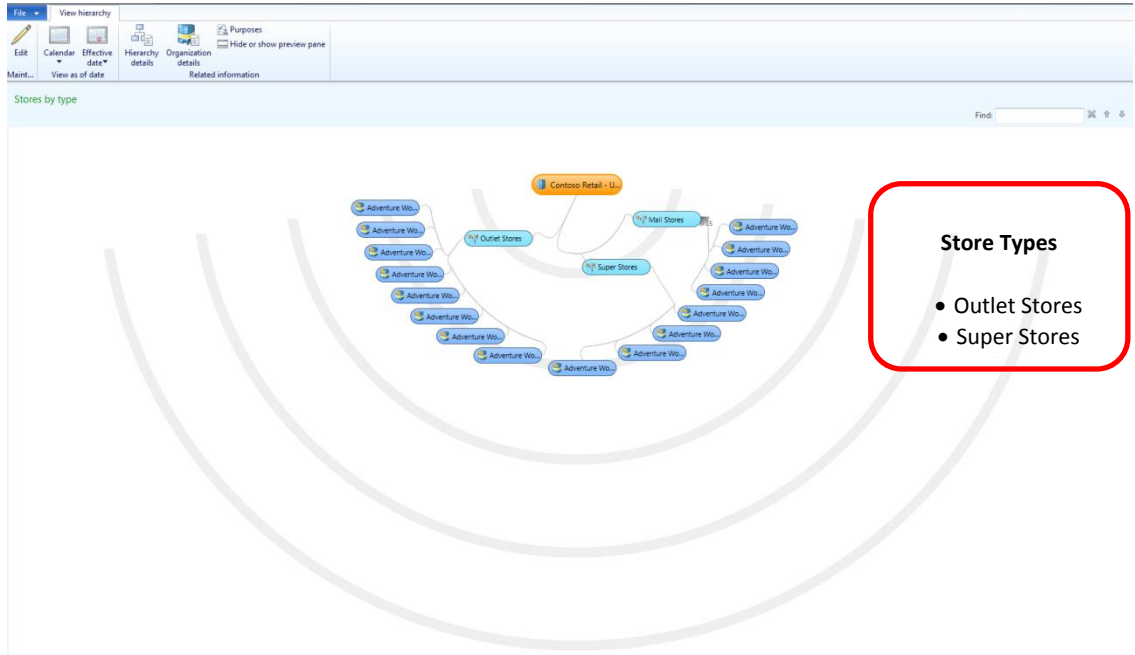 File View hierarchy
Edit
Calendar
Effective date
Hierarchy details
Organization details
Purposes
Hide or show preview pane
Maint... View as of date Related information
Stores by type
Find:
Contoso Retail - U...
Adventure Wo...
Mall Stores
Adventure Wo...
Adventure Wo...
Outlet Stores
Adventure Wo...
Adventure Wo...
Super Stores
Adventure Wo...
Adventure Wo...
Adventure Wo...
Adventure Wo...
Adventure Wo...
Adventure Wo...
Adventure Wo...
Adventure Wo...
Adventure Wo...
Adventure Wo...
Adventure Wo...
Adventure Wo...
Store Types
• Outlet Stores
• Super Stores